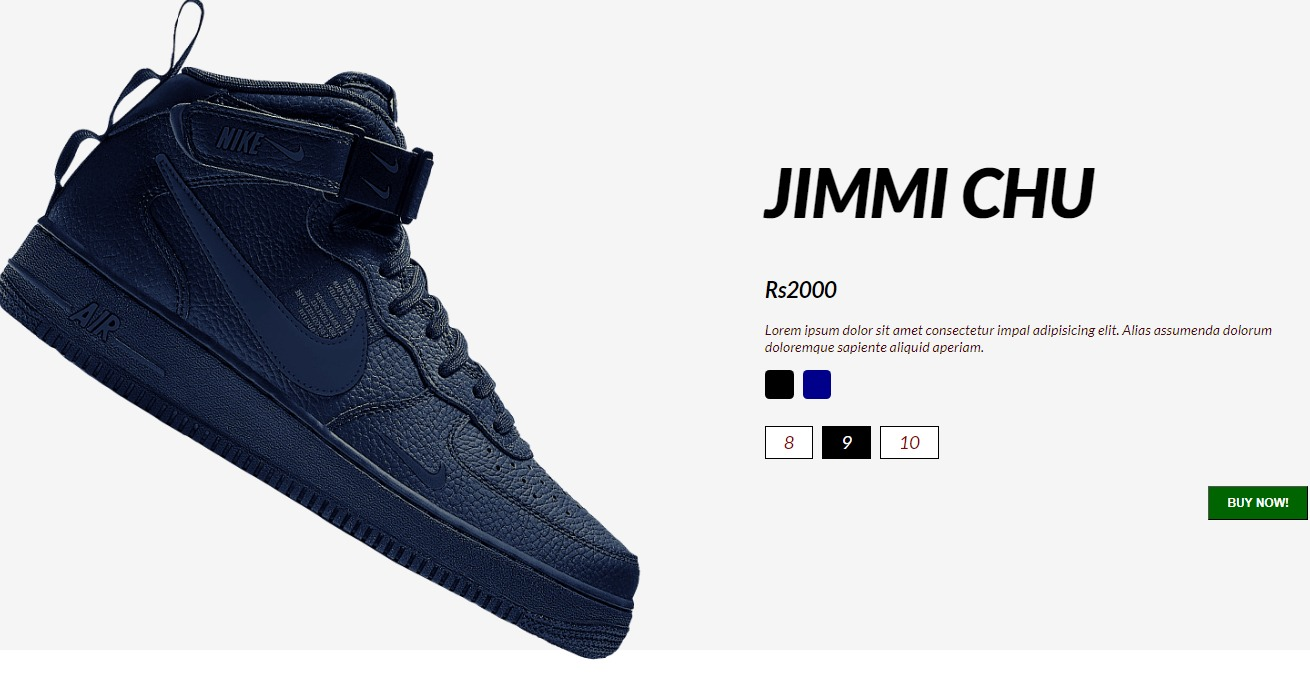 NIKE
AIR
JIMMI CHU
Rs2000
Lorem ipsum dolor sit amet consectetur impal adipisicing elit. Alias assumenda dolorum
doloremque sapiente aliquid aperiam.
8 9 10
BUY NOW!